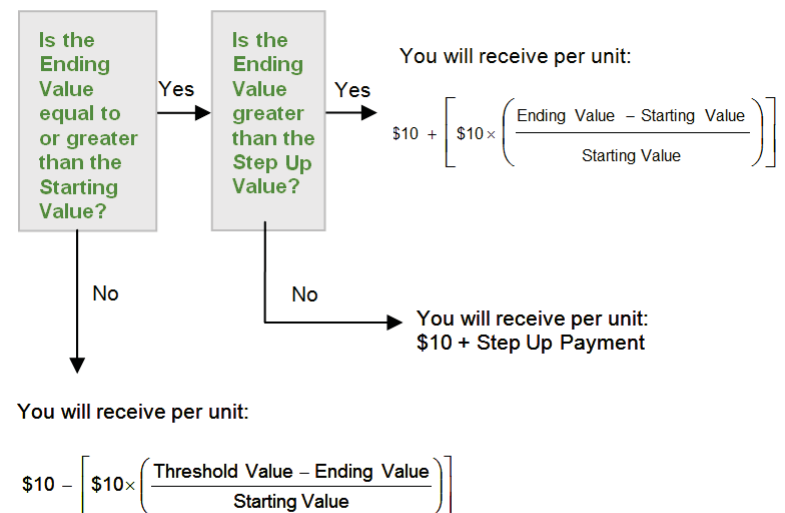 Is the
Ending
Value
equal to
or greater
than the
Starting
Value?
Yes
Is the
Ending
Value
greater
than the
Step Up
Value?
Yes
You will receive per unit:
$10 + [ $10 × ( Ending Value – Starting Value
Starting Value ) ]
No
No
You will receive per unit:
$10 + Step Up Payment
You will receive per unit:
$10 – [ $10× ( Threshold Value – Ending Value
Starting Value ) ]